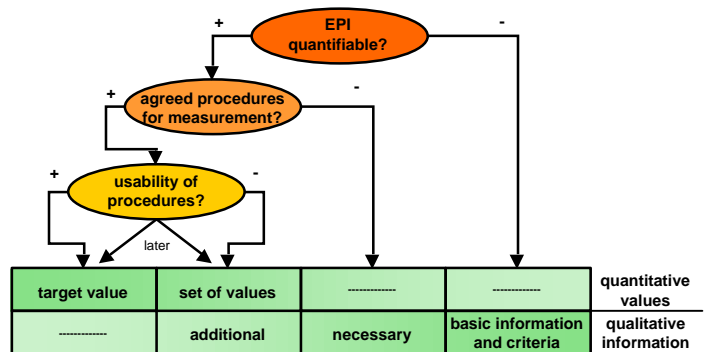 EPI
quantifiable?
+
-
agreed procedures
for measurement?
+
-
usability of
procedures?
+
-
later
target value
set of values
-------------
-------------
quantitative
values
-------------
additional
necessary
basic information
and criteria
qualitative
information